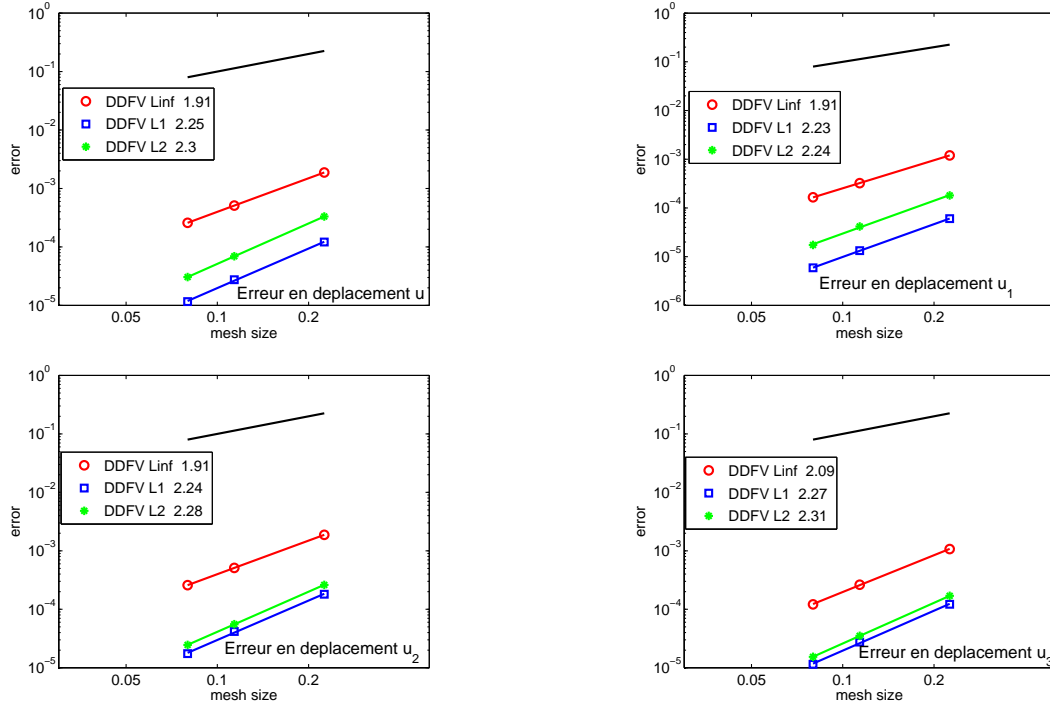 10^0
10^-1
10^-2
10^-3
10^-4
10^-5
error
DDFV Linf 1.91
DDFV L1 2.25
DDFV L2 2.3
Erreur en deplacement u
0.05 0.1 0.2
mesh size
10^0
10^-1
10^-2
10^-3
10^-4
10^-5
10^-6
error
DDFV Linf 1.91
DDFV L1 2.23
DDFV L2 2.24
Erreur en deplacement u_1
0.05 0.1 0.2
mesh size
10^0
10^-1
10^-2
10^-3
10^-4
10^-5
error
DDFV Linf 1.91
DDFV L1 2.24
DDFV L2 2.28
Erreur en deplacement u_2
0.05 0.1 0.2
mesh size
10^0
10^-1
10^-2
10^-3
10^-4
10^-5
error
DDFV Linf 2.09
DDFV L1 2.27
DDFV L2 2.31
Erreur en deplacement u_3
0.05 0.1 0.2
mesh size